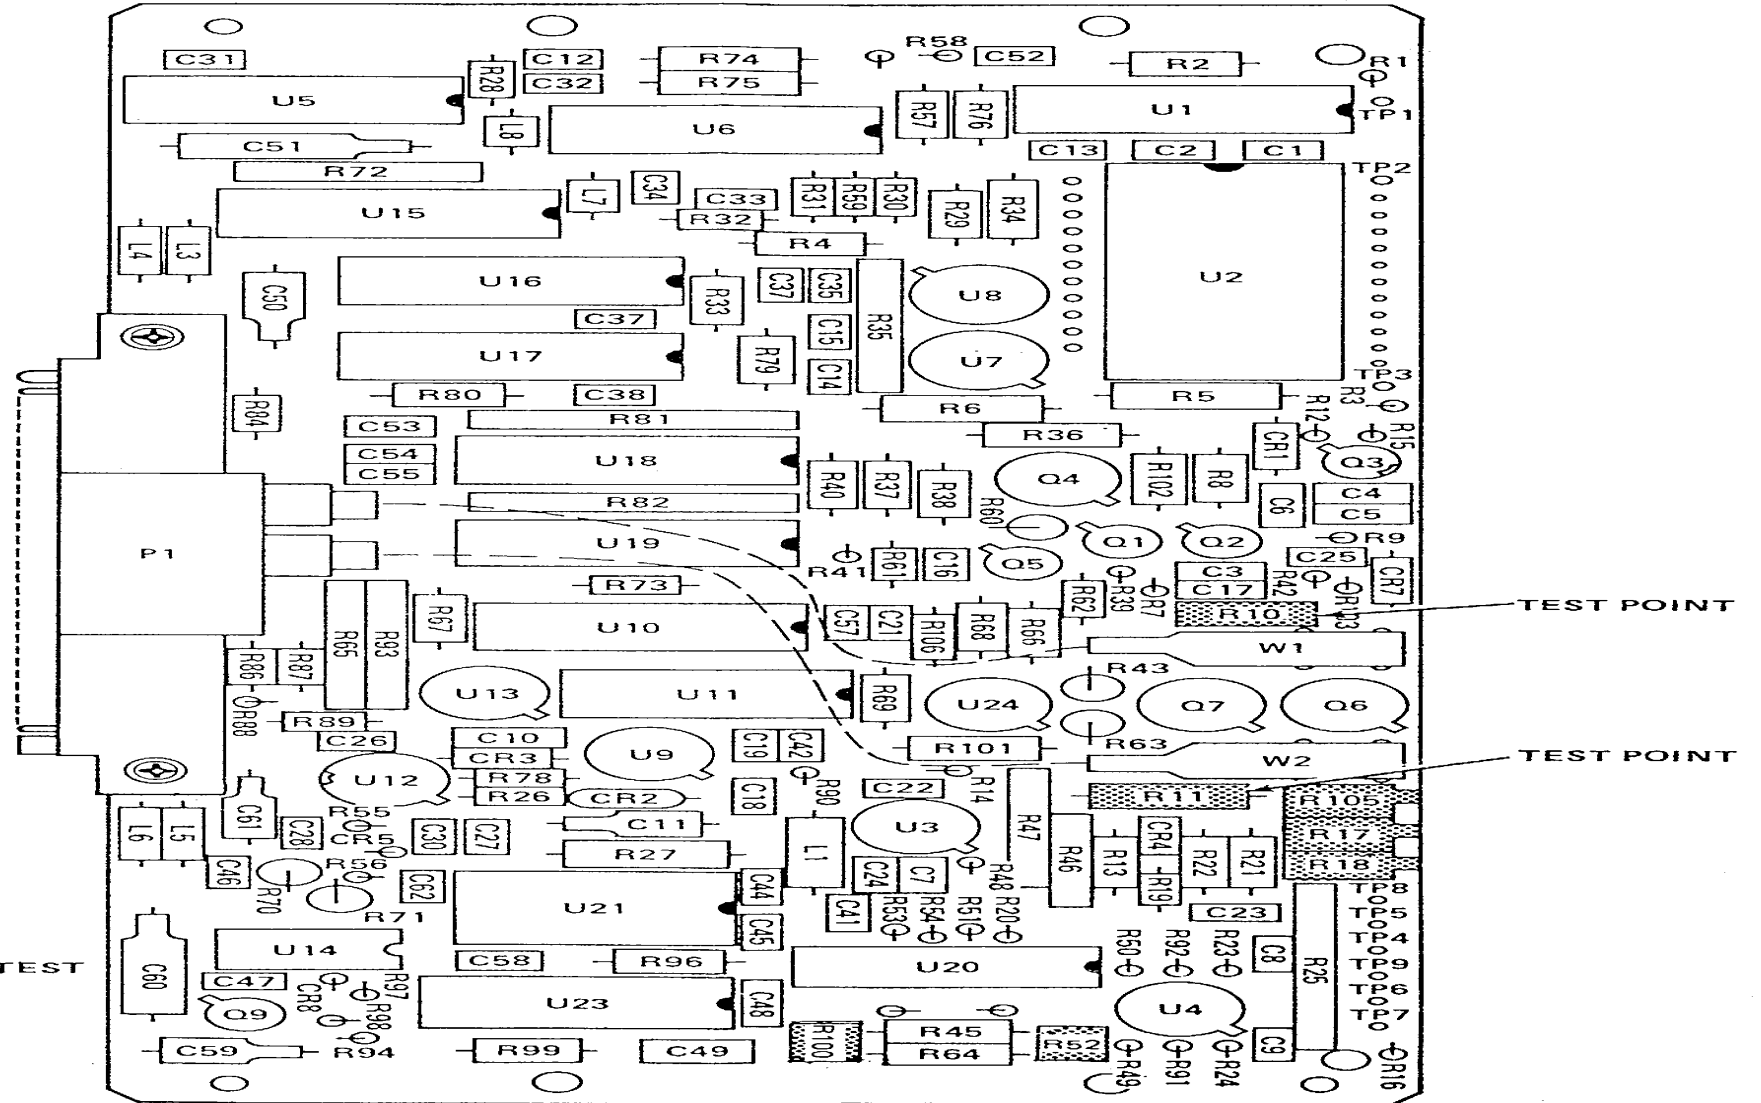 R58
C31
C12
R74
C52
R2
R1
R28
C32
R75
U5
L8
U6
R57
R76
U1
TP1
C51
C13
C2
C1
R72
TP2
L7
C34
C33
R31
R59
R30
R29
R34
U15
R32
R4
L4
L3
U16
C50
R33
C37
C35
R35
U8
U2
C37
C15
U17
R79
C14
U7
TP3
R80
C38
R84
R6
R5
R3
R12
C53
R81
R36
CR1
R15
C54
U18
Q3
C55
R40
R37
R38
Q4
R102
R8
C4
R82
R60
C6
C5
U19
Q1
Q2
R9
P1
R41
R61
C16
Q5
C25
R73
R62
R39
R7
C3
C17
R42
R103
CR7
R10
TEST POINT
R67
U10
C57
C21
R106
R68
R66
W1
R65
R93
R86
R87
R43
U13
U11
R69
U24
Q7
Q6
R88
R89
C26
C10
U9
C19
C42
R101
R63
CR3
W2
TEST POINT
U12
R78
R26
CR2
C18
R90
C22
R14
R11
R105
C61
R55
C11
U3
R47
R17
L6
L5
C28
CR5
C30
C27
R27
L1
R46
R13
CR4
R22
R21
R18
C46
R56
C24
C7
R48
R19
R70
C62
C44
TP8
R71
U21
C41
R53
R54
R51
R20
C23
TP5
C45
U14
R50
R92
R23
C8
R25
TP4
TEST
C60
C58
R96
U20
TP9
C47
CR8
R97
TP6
Q9
R98
U23
C48
U4
TP7
C59
R94
R99
C49
R100
R45
R64
R52
R49
R91
R24
C9
R16